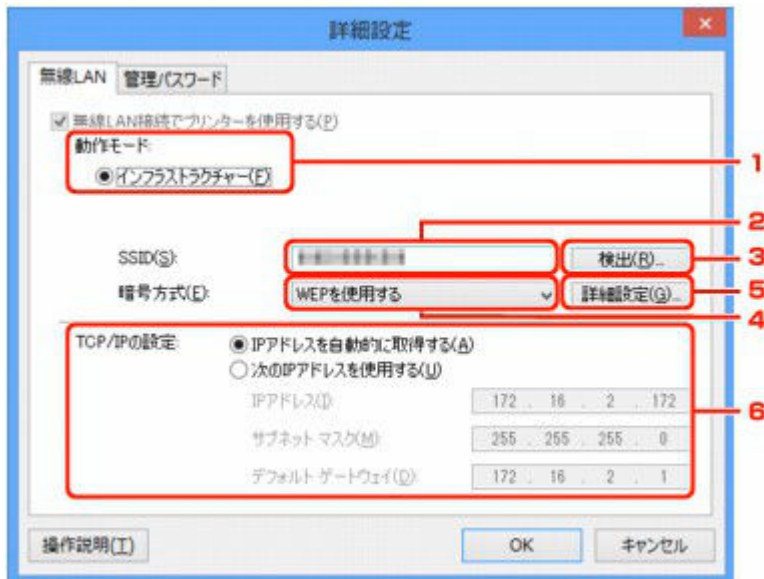 詳細設定
無線LAN 管理パスワード
無線LAN接続でプリンターを使用する(P)
動作モード:
インフラストラクチャー(F)
1
2
SSID(S): 検出(R)... 3
暗号方式(E): WEPを使用する 詳細設定(G)... 5
4
TCP/IPの設定: IPアドレスを自動的に取得する(A)
次のIPアドレスを使用する(U)
IPアドレス(I): 172 . 16 . 2 . 172
6
サブネット マスク(M): 255 . 255 . 255 . 0
デフォルト ゲートウェイ(D): 172 . 16 . 2 . 1
操作説明(T) OK キャンセル